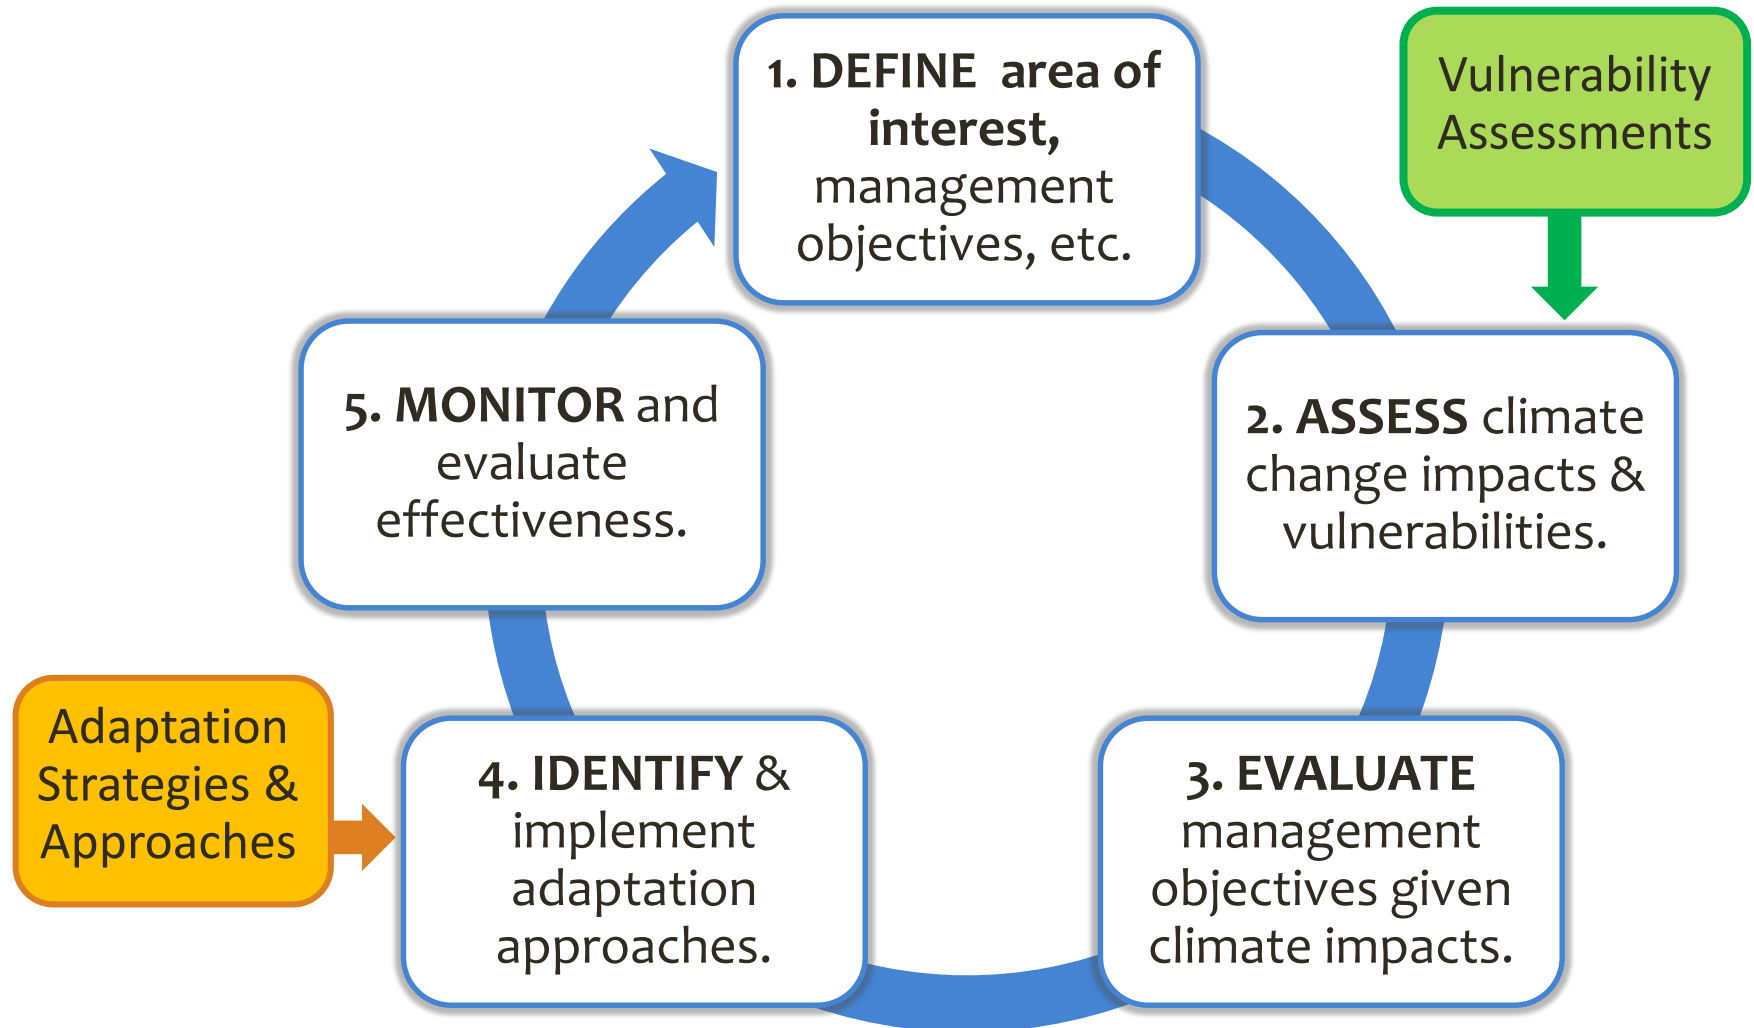 1. DEFINE area of
interest,
management
objectives, etc.
Vulnerability
Assessments
2. ASSESS climate
change impacts &
vulnerabilities.
3. EVALUATE
management
objectives given
climate impacts.
4. IDENTIFY &
implement
adaptation
approaches.
Adaptation
Strategies &
Approaches
5. MONITOR and
evaluate
effectiveness.